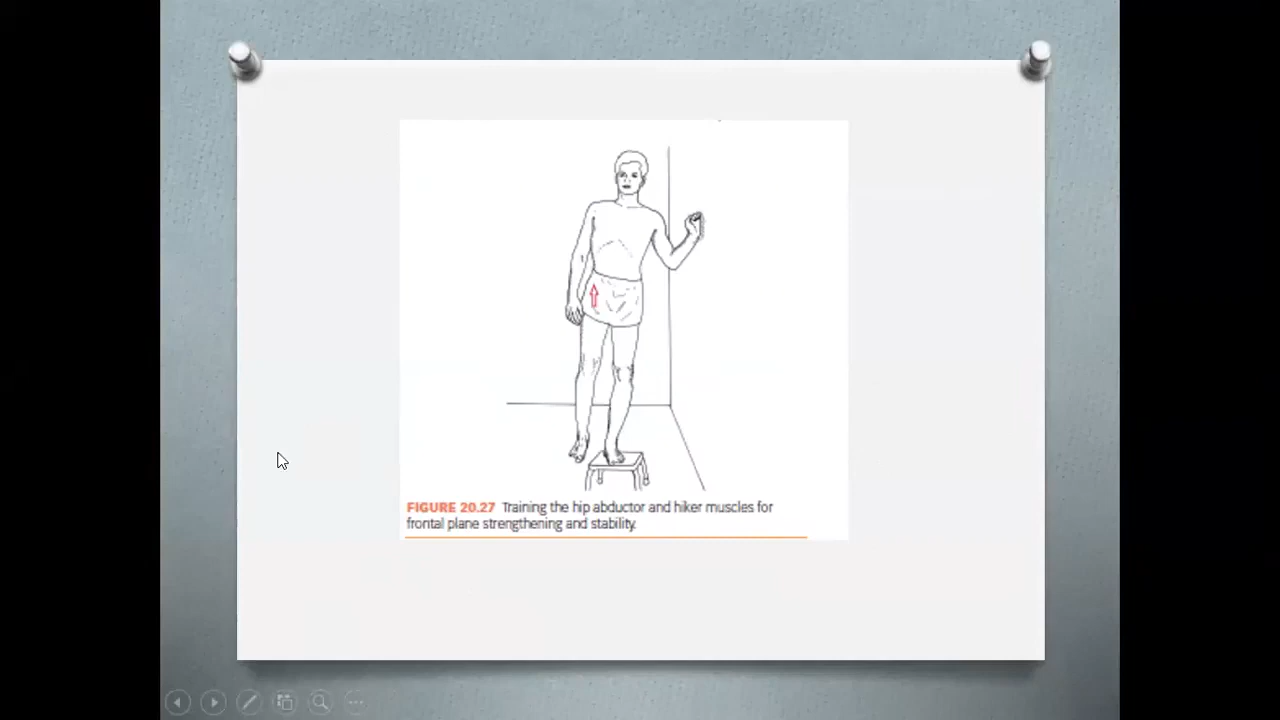 FIGURE 20.27 Training the hip abductor and hiker muscles for
frontal plane strengthening and stability.